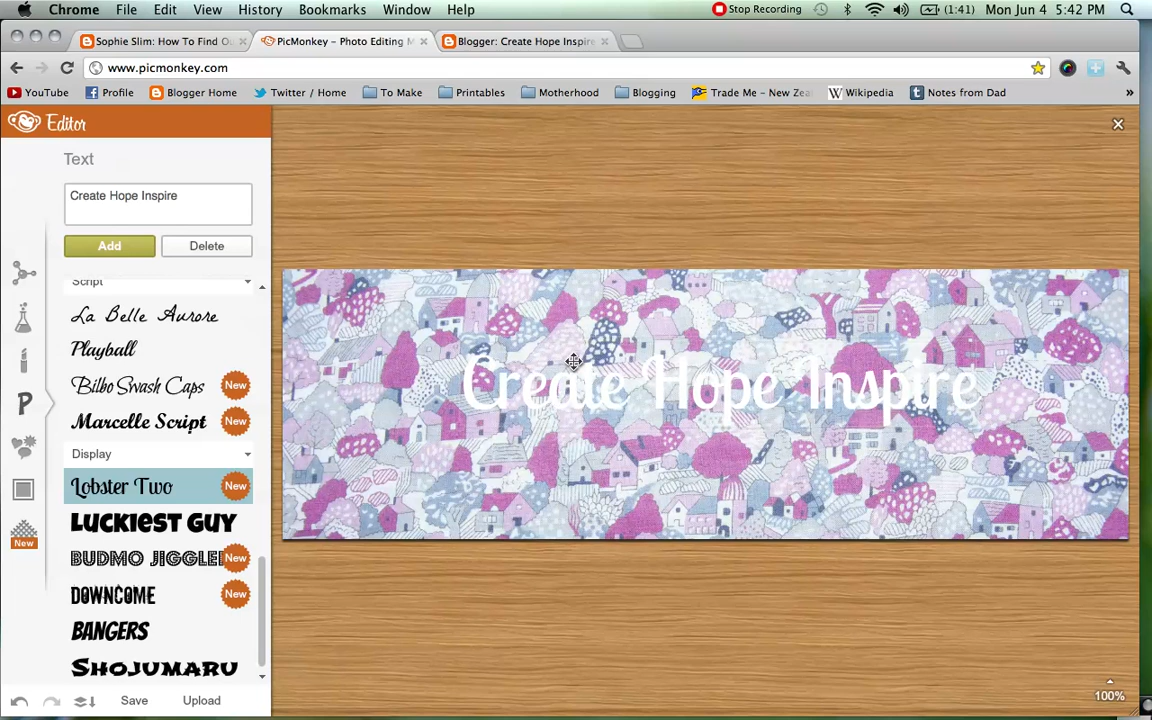 Chrome File Edit View History Bookmarks Window Help Stop Recording (1:41) Mon Jun 4 5:42 PM
Sophie Slim: How To Find Ou
PicMonkey – Photo Editing M
Blogger: Create Hope Inspire
www.picmonkey.com
YouTube Profile Blogger Home Twitter / Home To Make Printables Motherhood Blogging Trade Me – New Zea Wikipedia Notes from Dad »
Editor
Text
Create Hope Inspire
Add Delete
Script
La Belle Aurore
Playball
Bilbo Swash Caps New
Marcelle Script New
Display
Lobster Two New
LUCKIEST GUY
BUDMO JIGGLER New
DOWNCOME New
BANGERS
SHOJUMARU
P
New
Save Upload
Create Hope Inspire
100%